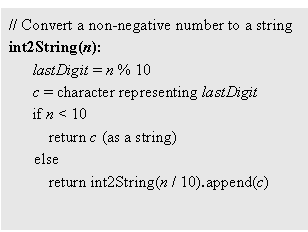 // Convert a non-negative number to a string
int2String(n):
lastDigit = n % 10
c = character representing lastDigit
if n < 10
return c (as a string)
else
return int2String(n / 10).append(c)